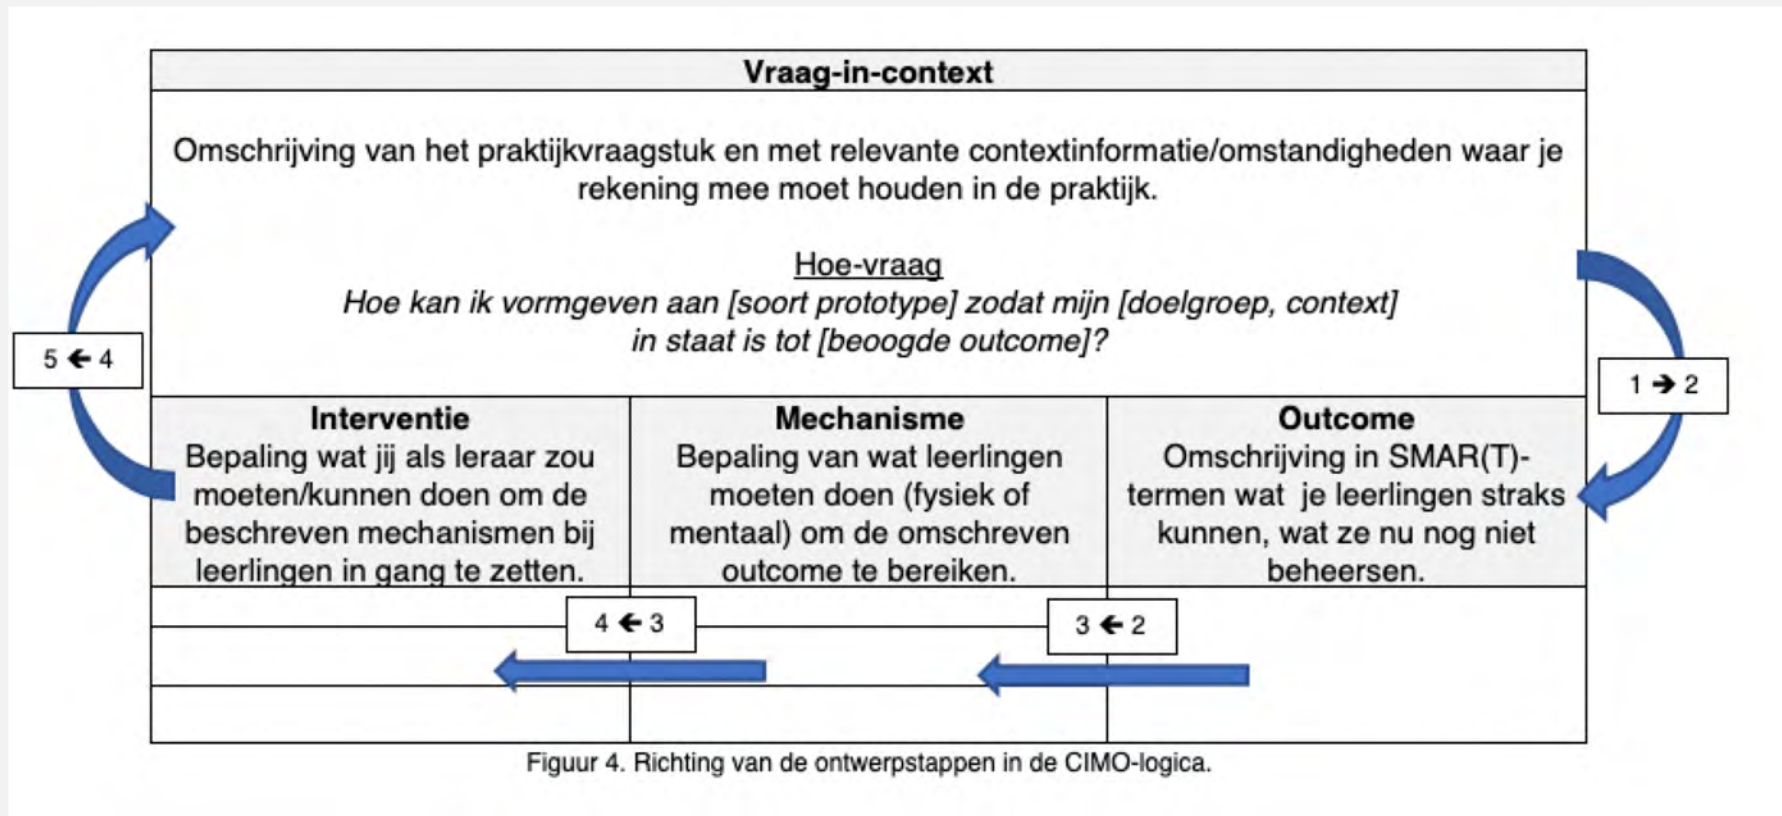 Vraag-in-context
Omschrijving van het praktijkvraagstuk en met relevante contextinformatie/omstandigheden waar je
rekening mee moet houden in de praktijk.
Hoe-vraag
Hoe kan ik vormgeven aan [soort prototype] zodat mijn [doelgroep, context]
in staat is tot [beoogde outcome]?
5 ← 4
1 → 2
Interventie
Bepaling wat jij als leraar zou
moeten/kunnen doen om de
beschreven mechanismen bij
leerlingen in gang te zetten.
Mechanisme
Bepaling van wat leerlingen
moeten doen (fysiek of
mentaal) om de omschreven
outcome te bereiken.
Outcome
Omschrijving in SMAR(T)-
termen wat je leerlingen straks
kunnen, wat ze nu nog niet
beheersen.
4 ← 3
3 ← 2
Figuur 4. Richting van de ontwerpstappen in de CIMO-logica.